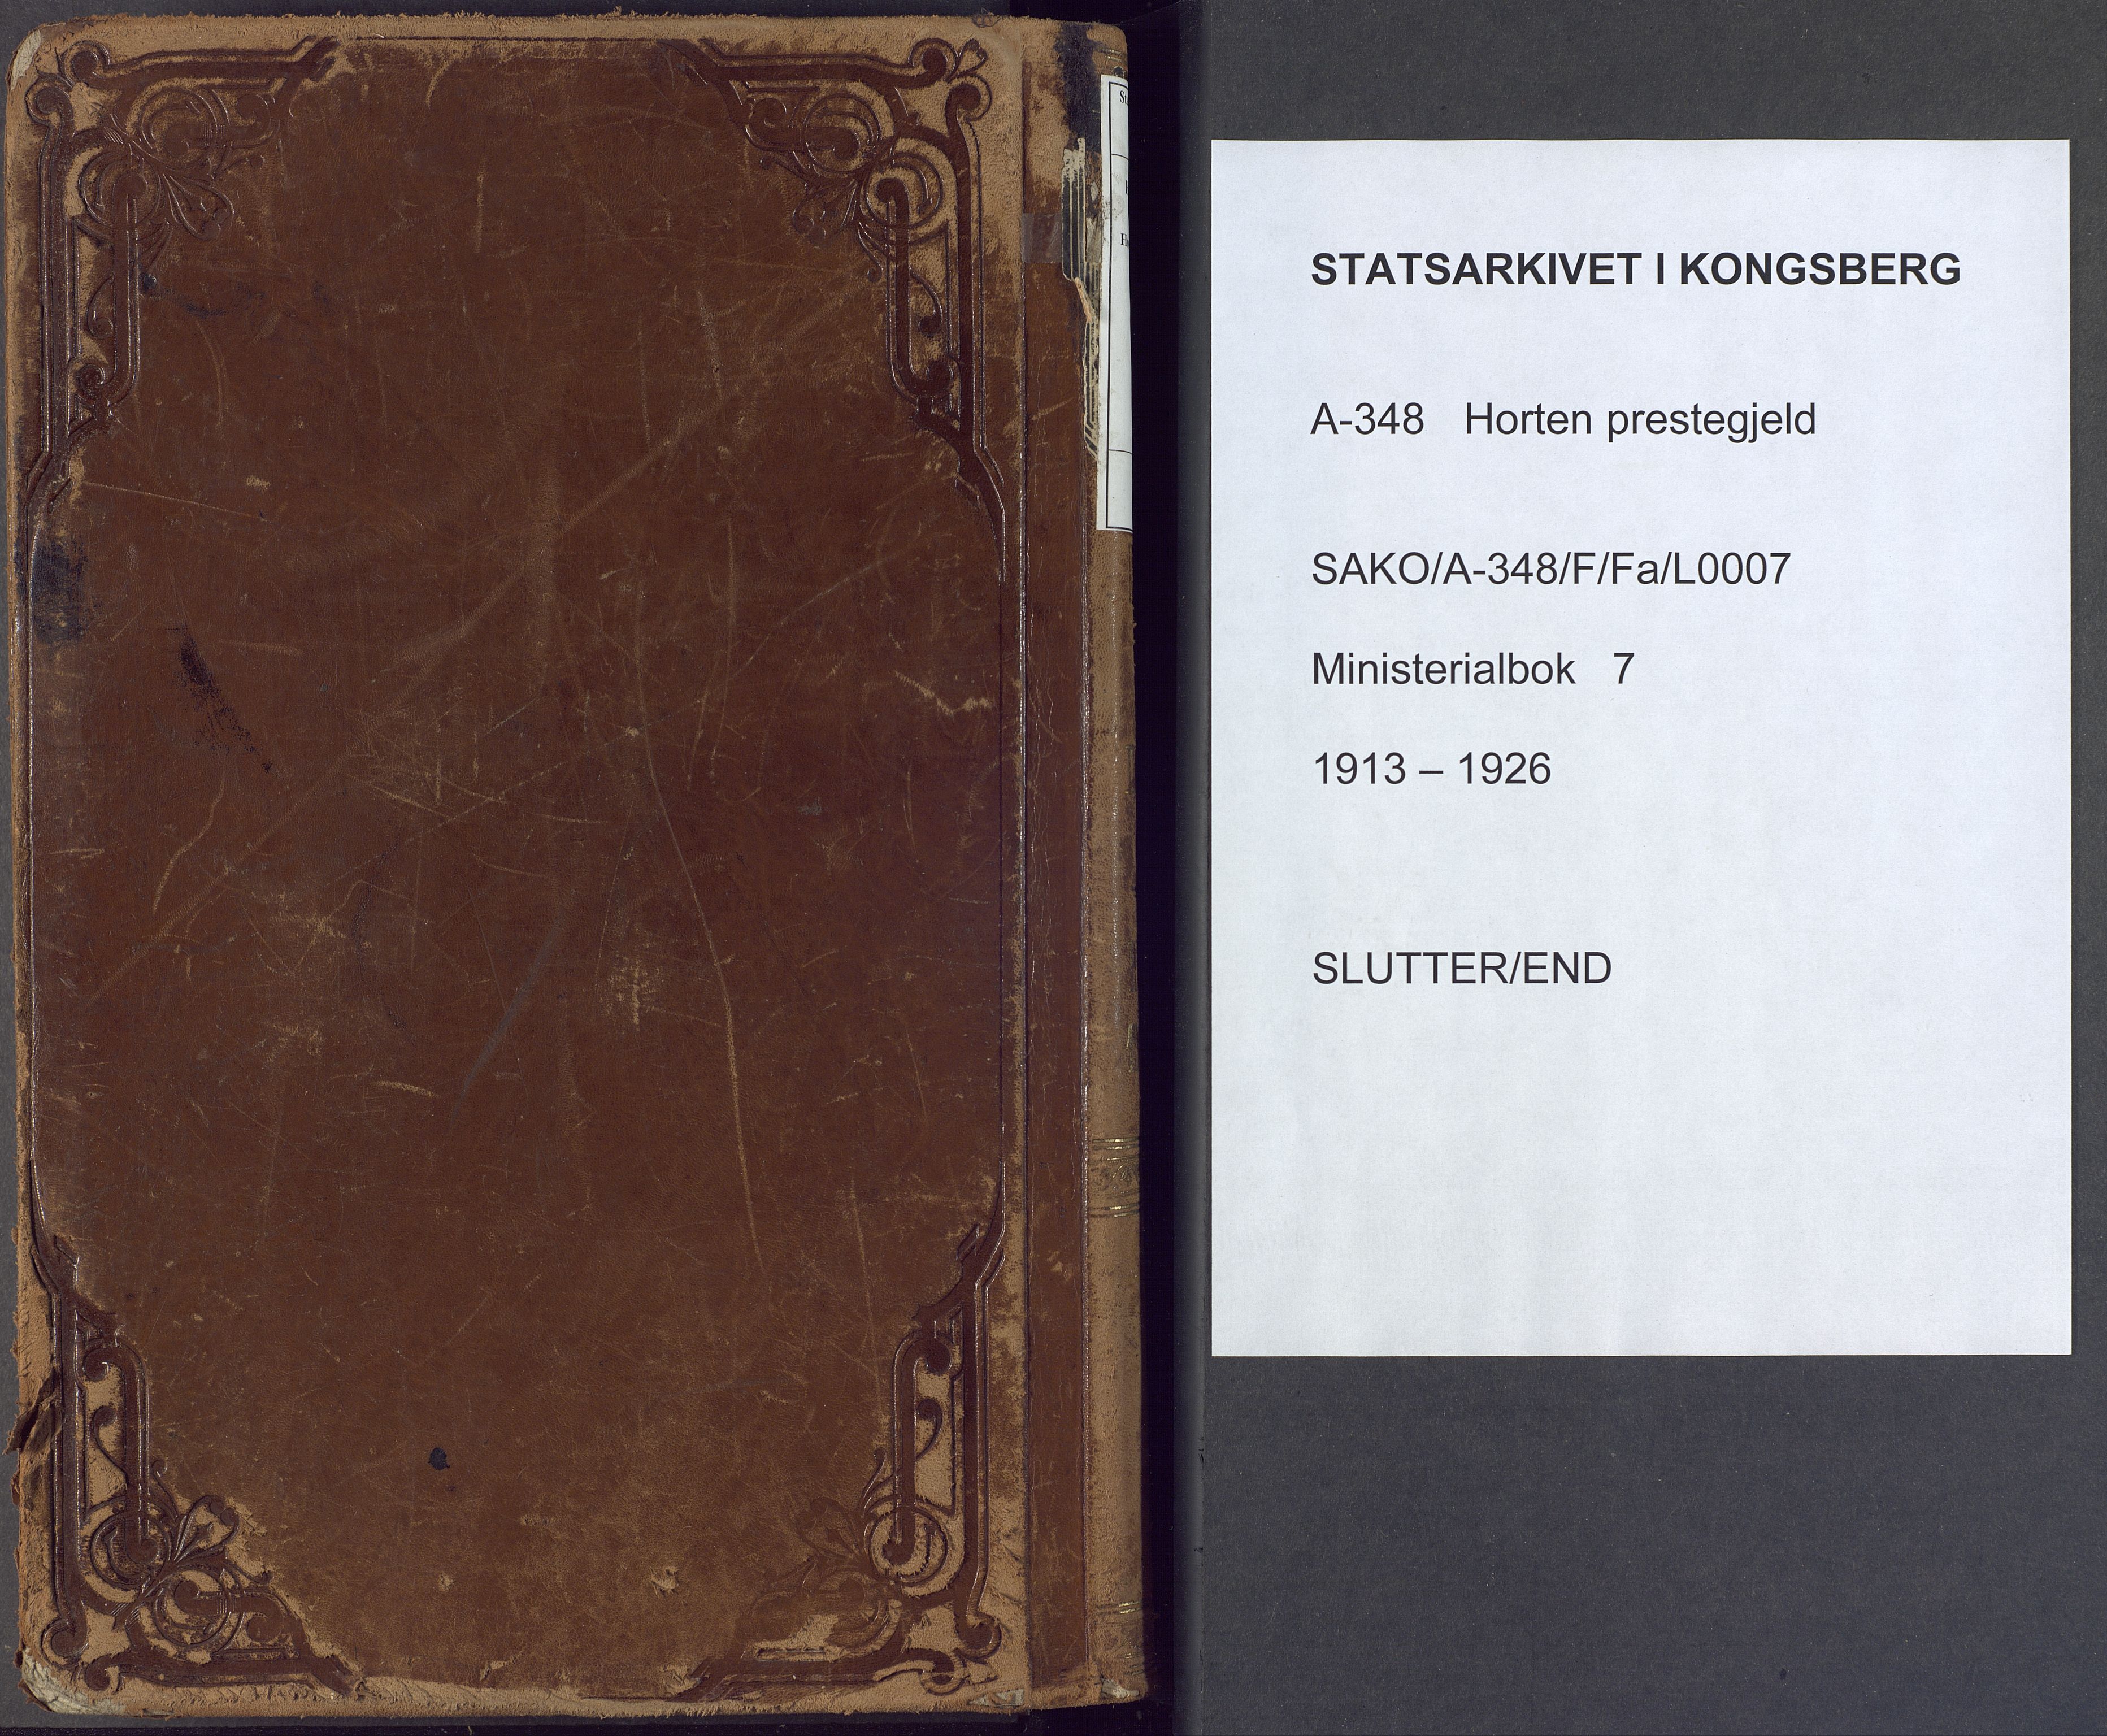 STATSARKIVET I KONGSBERG
A-348 Horten prestegjeld
SAKO/A-348/F/Fa/L0007
Ministerialbok 7
1913 – 1926
SLUTTER/END